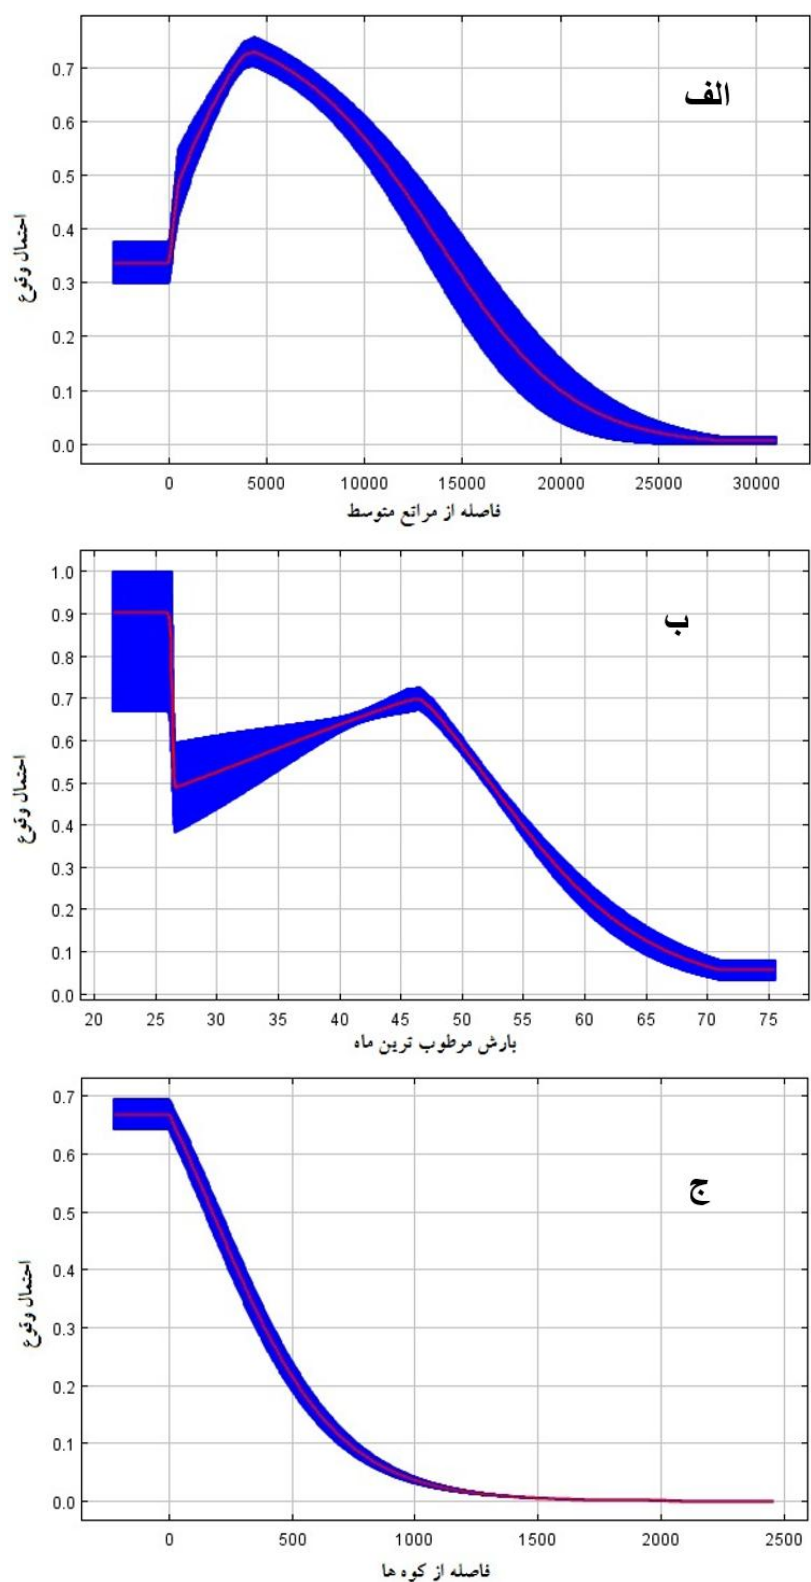 الف
0.7
0.6
0.5
0.4
0.3
0.2
0.1
0.0
احتمال وقوع
0 5000 10000 15000 20000 25000 30000
فاصله از مراتع متوسط
ب
1.0
0.9
0.8
0.7
0.6
0.5
0.4
0.3
0.2
0.1
0.0
احتمال وقوع
20 25 30 35 40 45 50 55 60 65 70 75
بارش مرطوب ترین ماه
ج
0.7
0.6
0.5
0.4
0.3
0.2
0.1
0.0
احتمال وقوع
0 500 1000 1500 2000 2500
فاصله از کوه ها